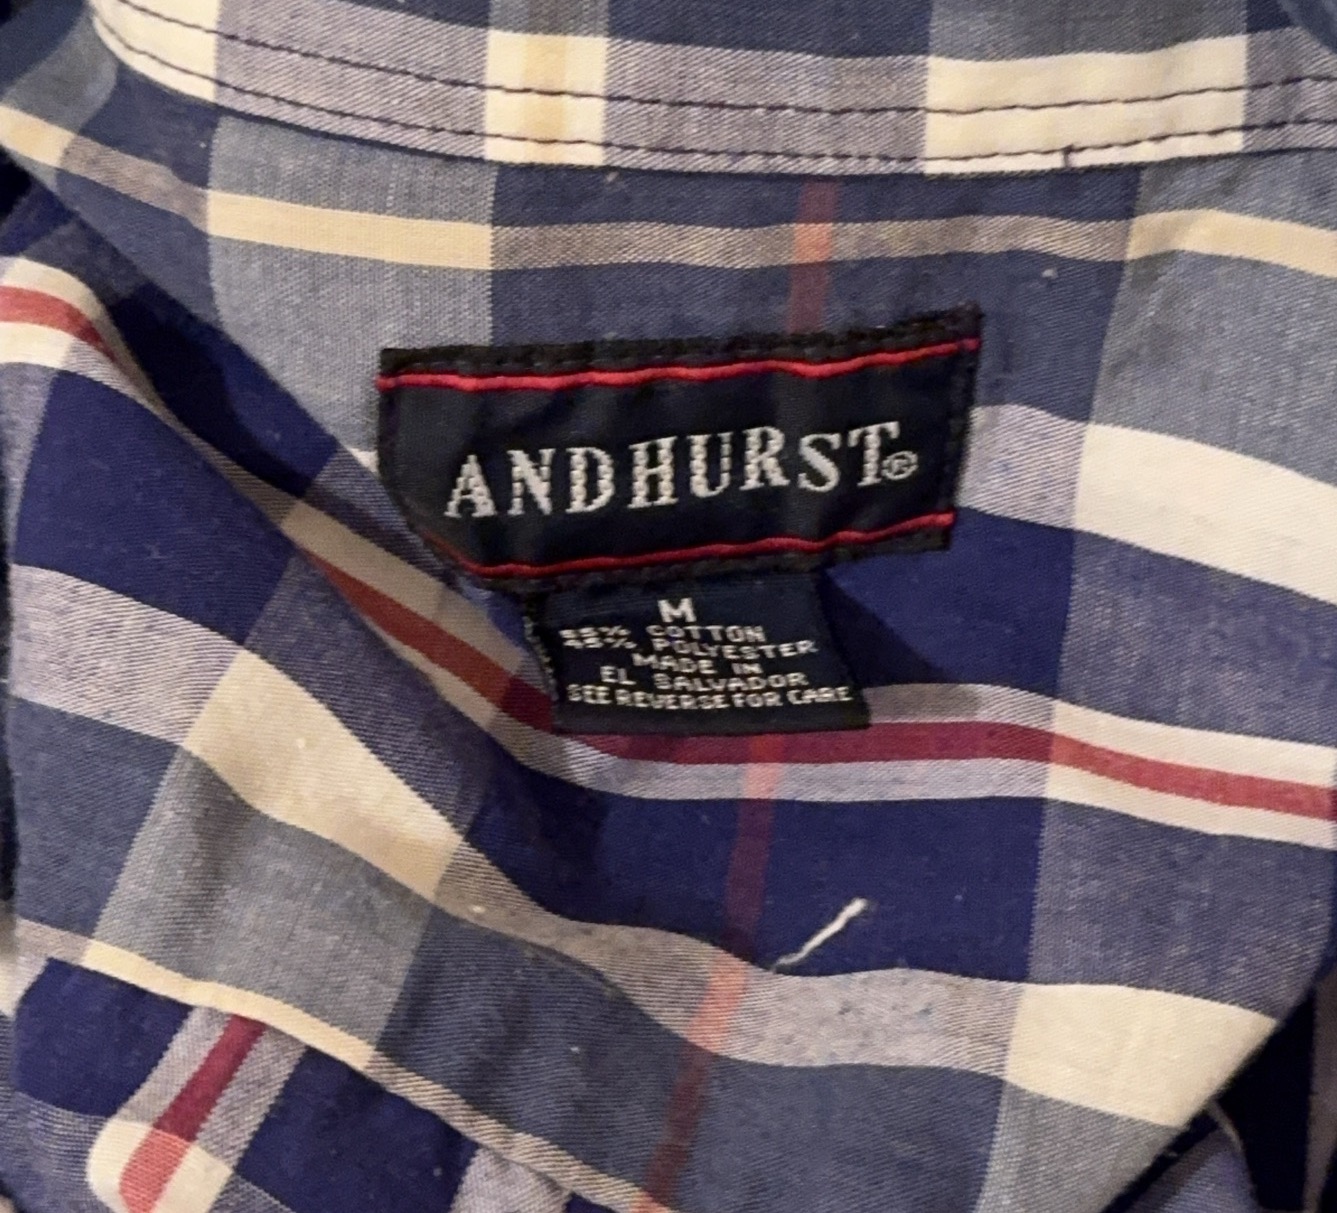 ANDHURST®
M
55% COTTON
45% POLYESTER
MADE IN
EL SALVADOR
SEE REVERSE FOR CARE